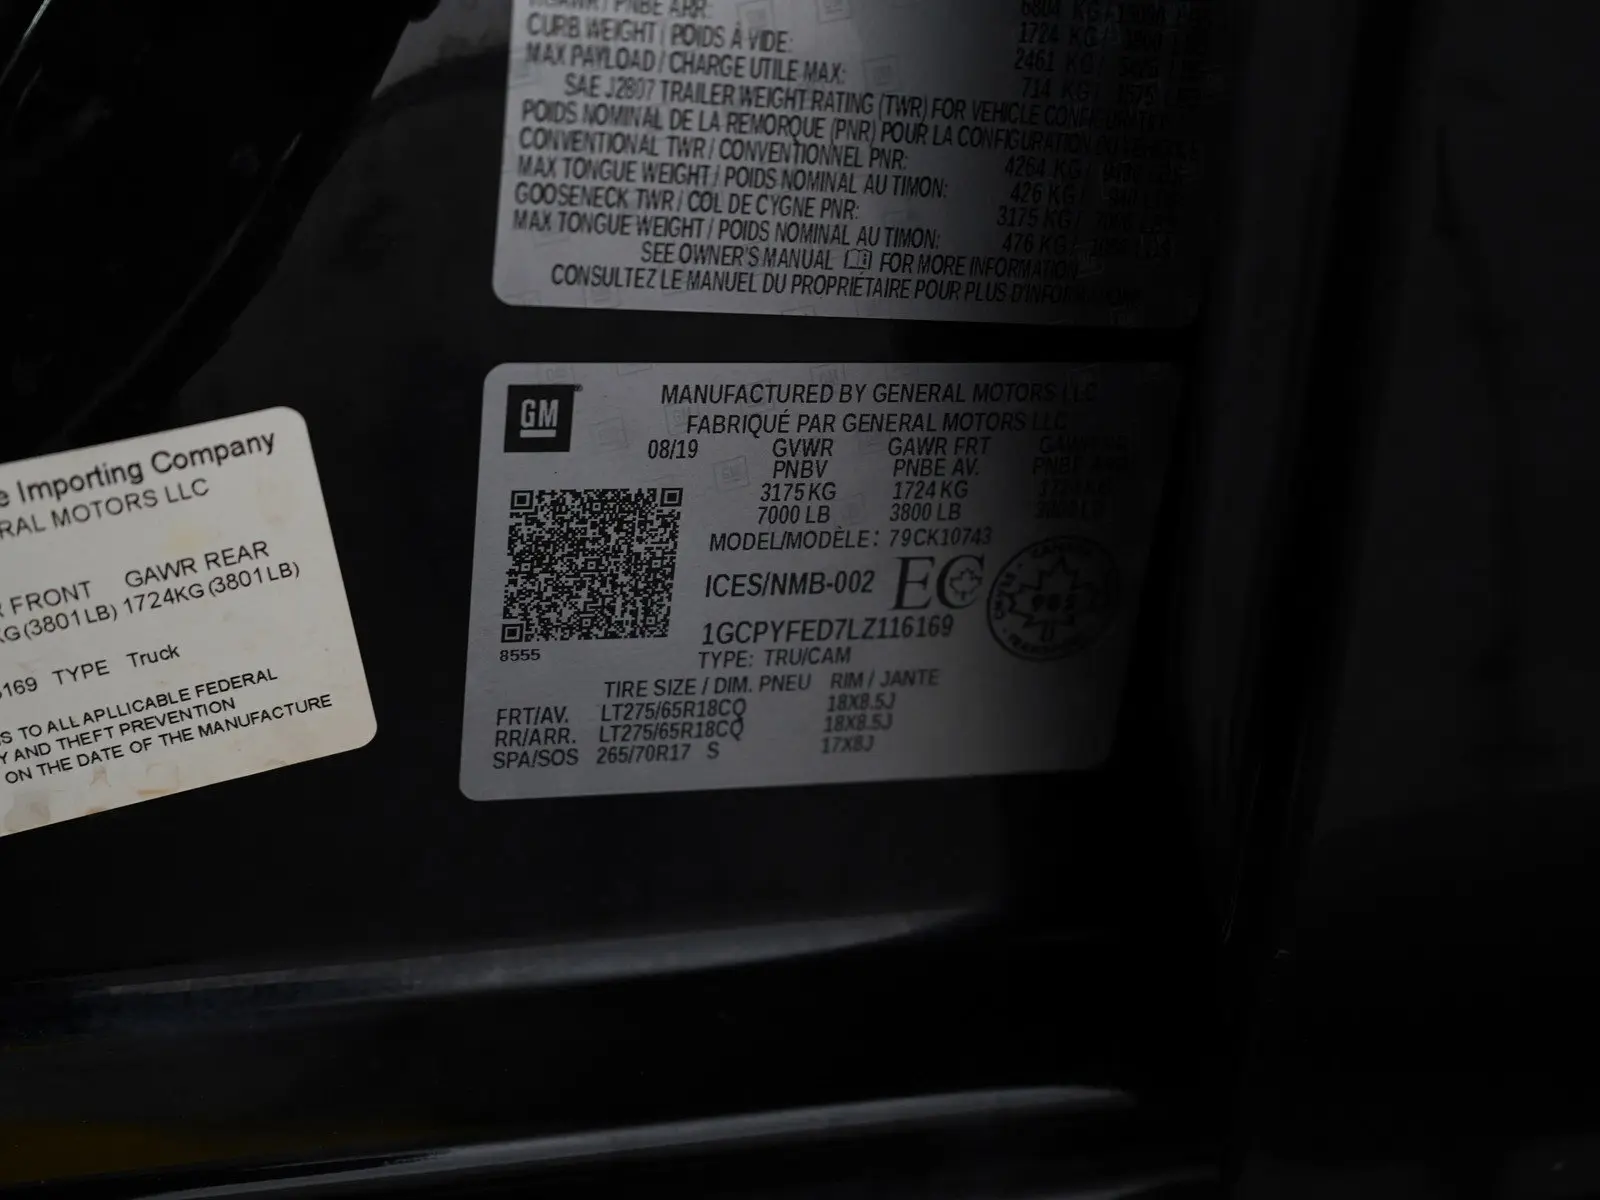 CURB WEIGHT / POIDS À VIDE: 1724 KG /
MAX PAYLOAD / CHARGE UTILE MAX: 2461 KG /
714 KG / 1575
SAE J2807 TRAILER WEIGHT RATING (TWR) FOR VEHICLE CONFIGURATION
POIDS NOMINAL DE LA REMORQUE (PNR) POUR LA CONFIGURATION DU VÉHICULE
CONVENTIONAL TWR / CONVENTIONNEL PNR: 4264 KG /
MAX TONGUE WEIGHT / POIDS NOMINAL AU TIMON: 426 KG /
GOOSENECK TWR / COL DE CYGNE PNR: 3175 KG /
MAX TONGUE WEIGHT / POIDS NOMINAL AU TIMON: 476 KG /
SEE OWNER'S MANUAL FOR MORE INFORMATION
CONSULTEZ LE MANUEL DU PROPRIÉTAIRE POUR PLUS
GM
MANUFACTURED BY GENERAL MOTORS LLC
FABRIQUÉ PAR GENERAL MOTORS LLC
08/19 GVWR GAWR FRT
PNBV PNBE AV.
3175 KG 1724 KG
7000 LB 3800 LB
MODEL/MODÈLE: 79CK10743
ICES/NMB-002 EC
1GCPYFED7LZ116169
8555
TYPE: TRU/CAM
TIRE SIZE / DIM. PNEU RIM / JANTE
FRT/AV. LT275/65R18CQ 18X8.5J
RR/ARR. LT275/65R18CQ 18X8.5J
SPA/SOS 265/70R17 S 17X8J
Importing Company
MOTORS LLC
FRONT GAWR REAR
KG (3801LB) 1724KG (3801LB)
169 TYPE Truck
TO ALL APLLICABLE FEDERAL
AND THEFT PREVENTION
ON THE DATE OF THE MANUFACTURE